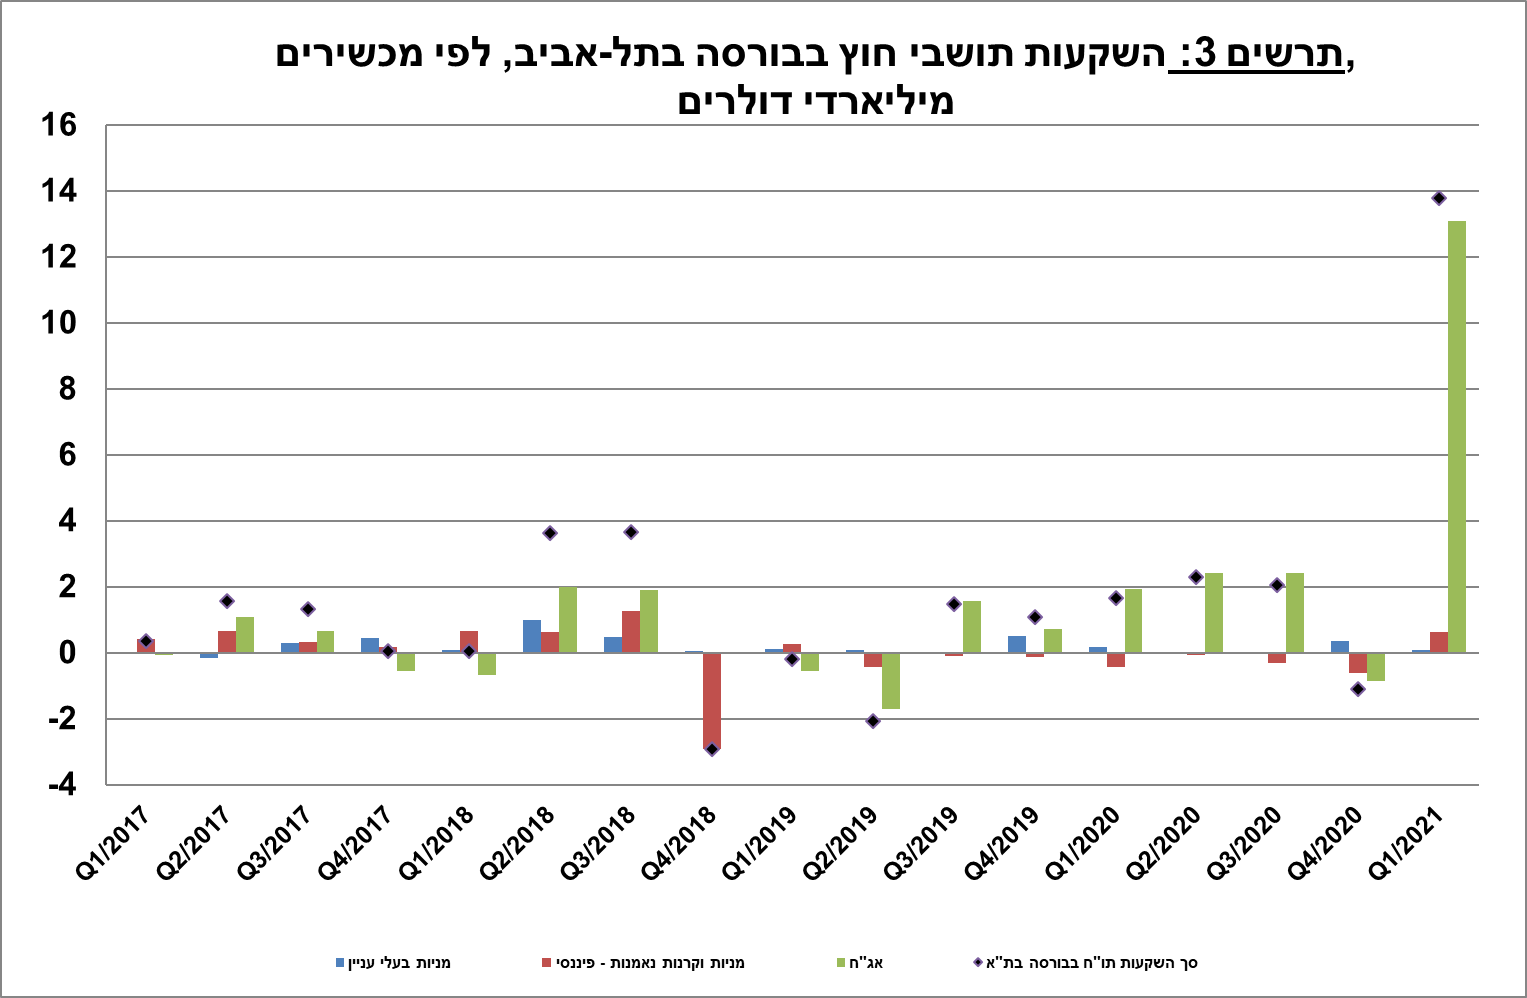 תרשים 3: השקעות תושבי חוץ בבורסה בתל-אביב, לפי מכשירים,
מיליארדי דולרים
16
14
12
10
8
6
4
2
0
-2
-4
Q1/2017
Q2/2017
Q3/2017
Q4/2017
Q1/2018
Q2/2018
Q3/2018
Q4/2018
Q1/2019
Q2/2019
Q3/2019
Q4/2019
Q1/2020
Q2/2020
Q3/2020
Q4/2020
Q1/2021
מניות בעלי עניין
מניות וקרנות נאמנות - פיננסי
אג"ח
סך השקעות תו"ח בבורסה בת"א